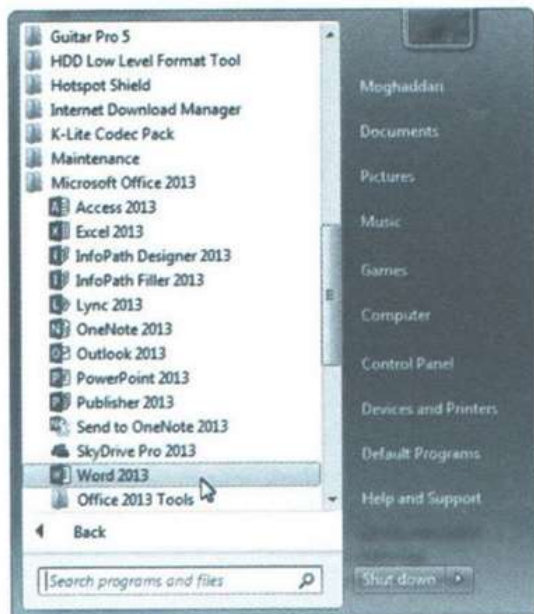 Guitar Pro 5
HDD Low Level Format Tool
Hotspot Shield
Internet Download Manager
K-Lite Codec Pack
Maintenance
Microsoft Office 2013
Access 2013
Excel 2013
InfoPath Designer 2013
InfoPath Filler 2013
Lync 2013
OneNote 2013
Outlook 2013
PowerPoint 2013
Publisher 2013
Send to OneNote 2013
SkyDrive Pro 2013
Word 2013
Office 2013 Tools
Back
Search programs and files
Moghaddari
Documents
Pictures
Music
Games
Computer
Control Panel
Devices and Printers
Default Programs
Help and Support
Shut down